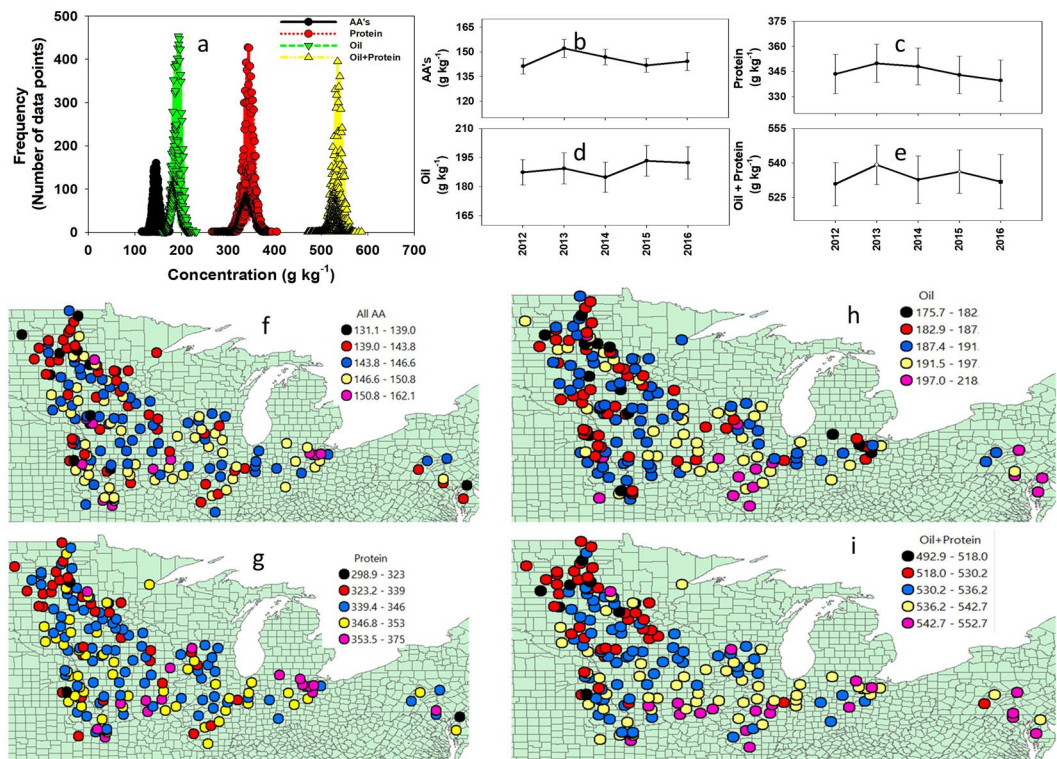 a
AA's
Protein
Oil
Oil+Protein
Frequency
(Number of data points)
500
400
300
200
100
0
0 100 200 300 400 500 600 700
Concentration (g kg-1)
b
AA's
(g kg-1)
165
150
135
120
c
Protein
(g kg-1)
375
360
345
330
d
Oil
(g kg-1)
210
195
180
165
2012 2013 2014 2015 2016
e
Oil + Protein
(g kg-1)
555
540
525
2012 2013 2014 2015 2016
f
All AA
131.1 - 139.0
139.0 - 143.8
143.8 - 146.6
146.6 - 150.8
150.8 - 162.1
h
Oil
175.7 - 182.
182.9 - 187.
187.4 - 191.
191.5 - 197.
197.0 - 218.
g
Protein
298.9 - 323
323.2 - 339
339.4 - 346
346.8 - 353
353.5 - 375
i
Oil+Protein
492.9 - 518.0
518.0 - 530.2
530.2 - 536.2
536.2 - 542.7
542.7 - 552.7